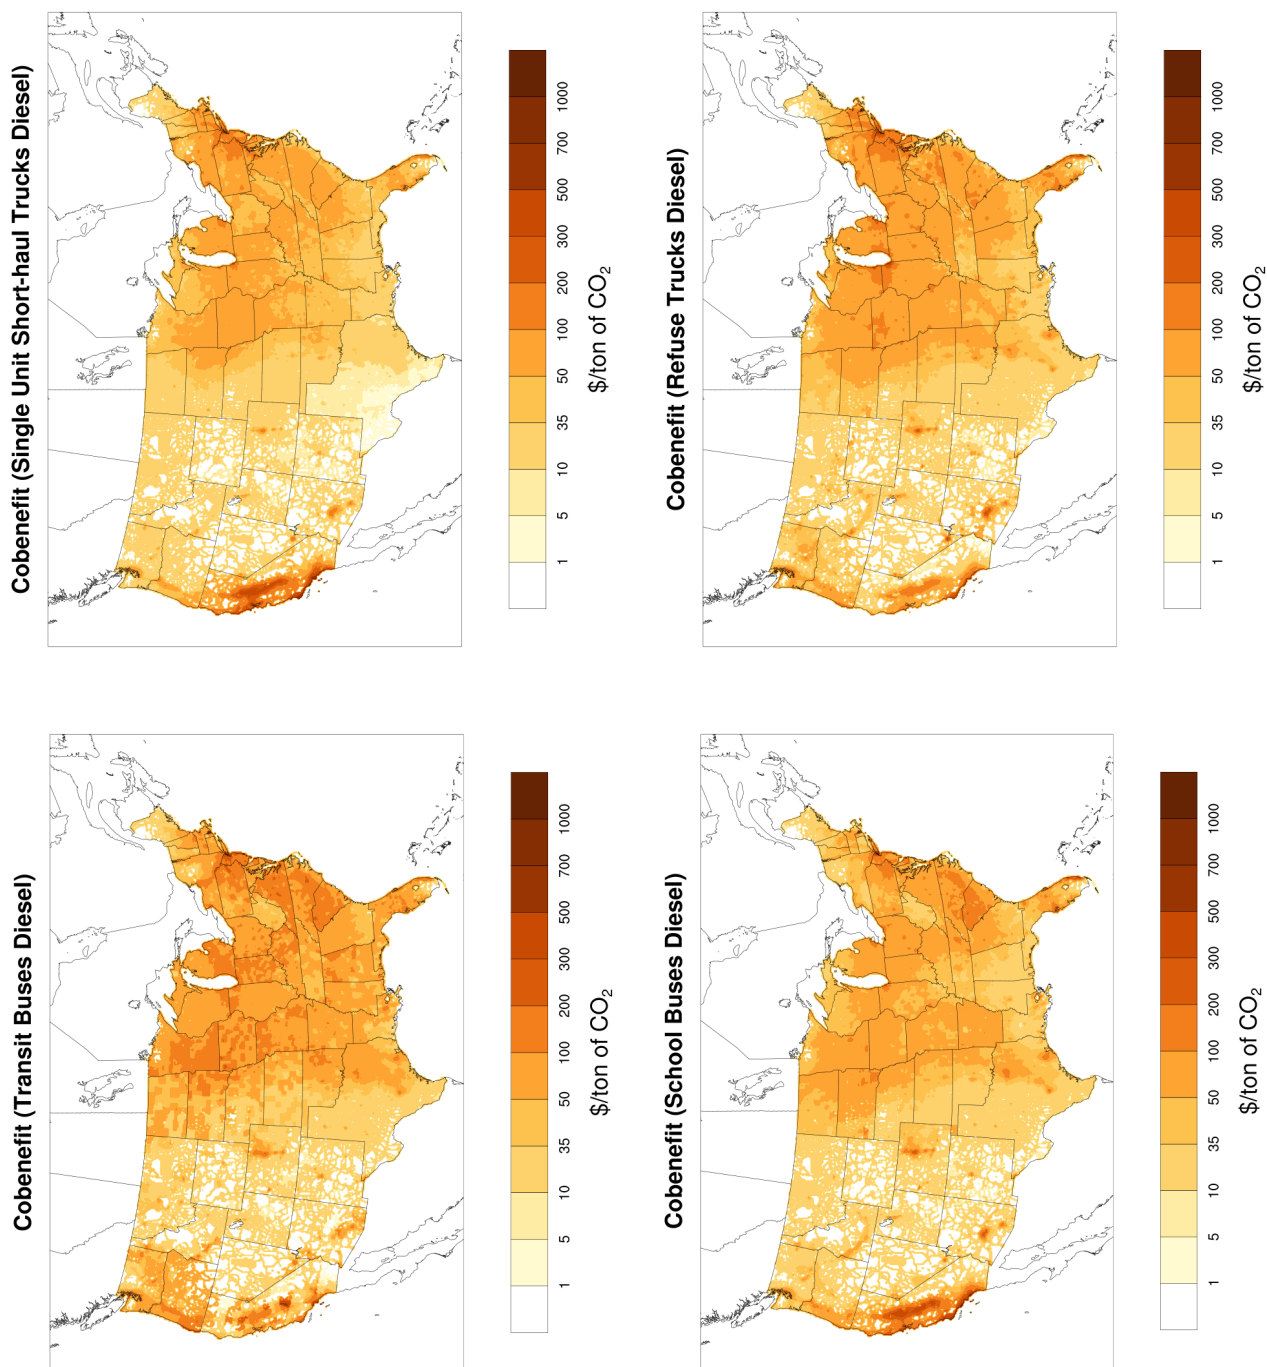 Cobenefit (Transit Buses Diesel)
1 5 10 35 50 100 200 300 500 700 1000
$/ton of CO₂
Cobenefit (Single Unit Short-haul Trucks Diesel)
1 5 10 35 50 100 200 300 500 700 1000
$/ton of CO₂
Cobenefit (School Buses Diesel)
1 5 10 35 50 100 200 300 500 700 1000
$/ton of CO₂
Cobenefit (Refuse Trucks Diesel)
1 5 10 35 50 100 200 300 500 700 1000
$/ton of CO₂